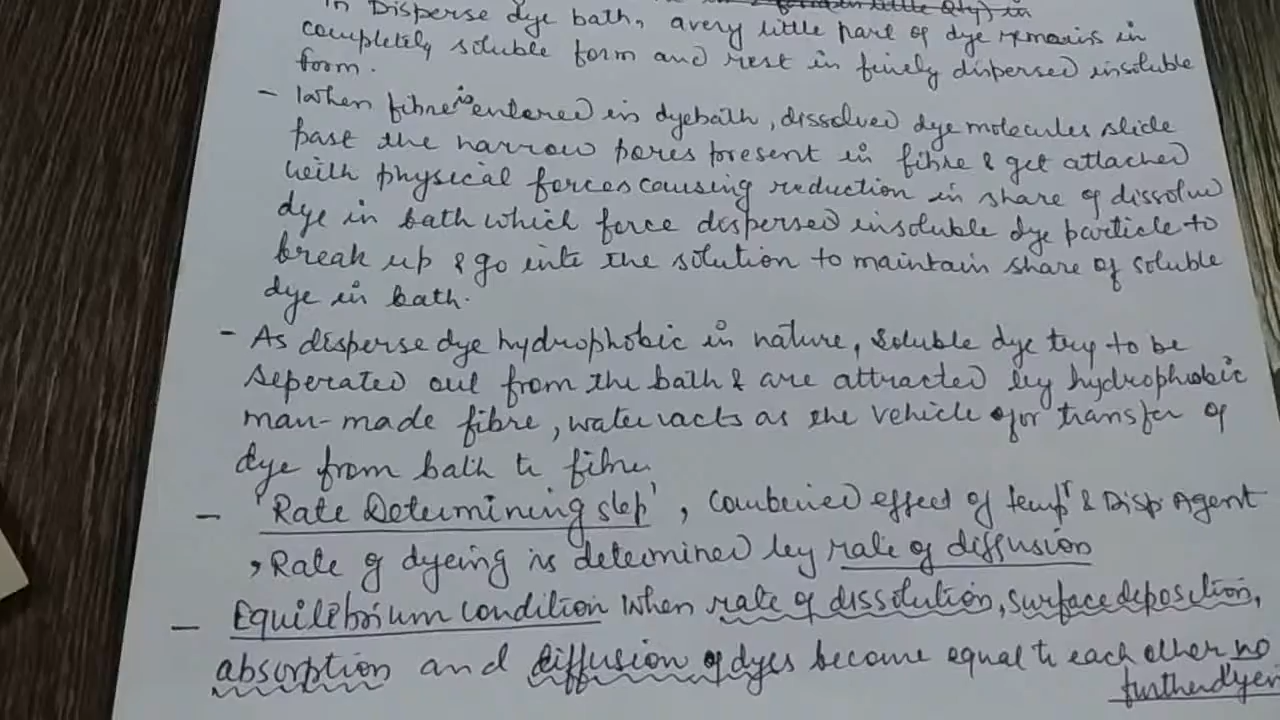 in little Qty) in
In Disperse dye bath, a very little part of dye remains in
completely soluble form and rest in finely dispersed insoluble
form.
- When fibre is entered in dyebath, dissolved dye molecules slide
past the narrow pores present in fibre & get attached
with physical forces causing reduction in share of dissolve
dye in bath which force dispersed insoluble dye particle to
break up & go into the solution to maintain share of soluble
dye in bath.
- As disperse dye hydrophobic in nature, soluble dye try to be
seperated out from the bath & are attracted by hydrophobic
man-made fibre, water acts as the vehicle for transfer of
dye from bath to fibre
- 'Rate Determining step', Combined effect of tempr & Disp Agent
, Rate of dyeing is determined by rate of diffusion
- Equilibrium condition when rate of dissolution, surface deposition,
absorption and diffusion of dyes become equal to each other no
further dyein